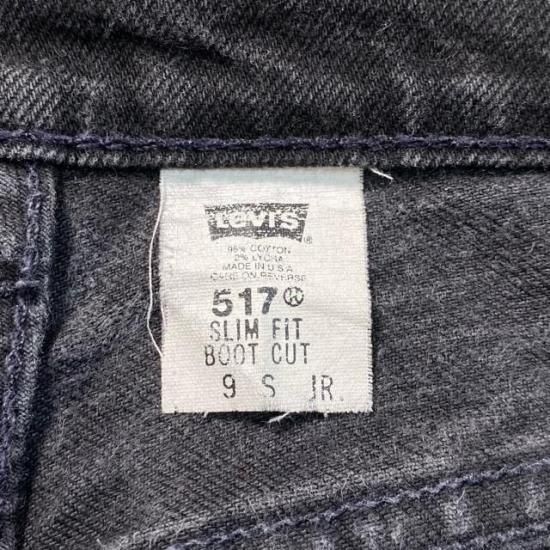 LEVI'S ®
98% COTTON
2% LYCRA
MADE IN U.S.A
CARE ON REVERSE
517®
SLIM FIT
BOOT CUT
9 S JR.